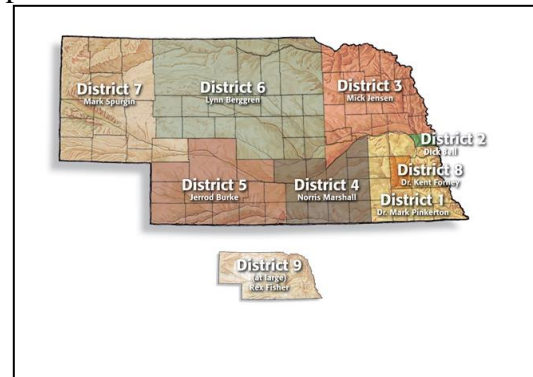 District 7
Mark Spurgin
District 6
Lynn Berggren
District 3
Mick Jensen
District 2
Dick Bell
District 8
Dr. Kent Forney
District 5
Jerrod Burke
District 4
Norris Marshall
District 1
Dr. Mark Pinkerton
District 9
(at large)
Rex Fisher